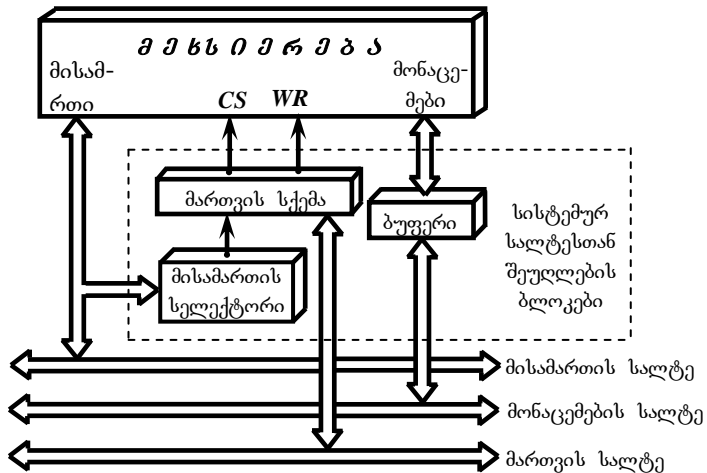 მეხსიერება
მისამ-
რთი
მონაცე-
მები
CS WR
მართვის სქემა
ბუფერი
მისამართის
სელექტორი
სისტემურ
სალტესთან
შეუღლების
ბლოკები
მისამართის სალტე
მონაცემების სალტე
მართვის სალტე